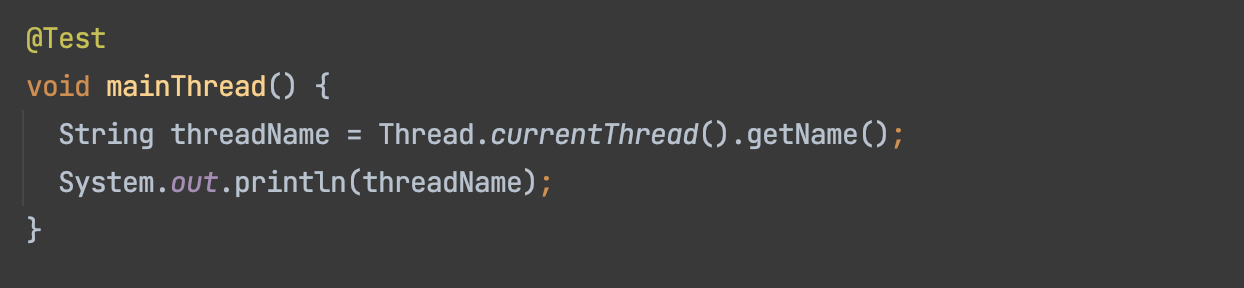 @Test
void mainThread() {
  String threadName = Thread.currentThread().getName();
  System.out.println(threadName);
}